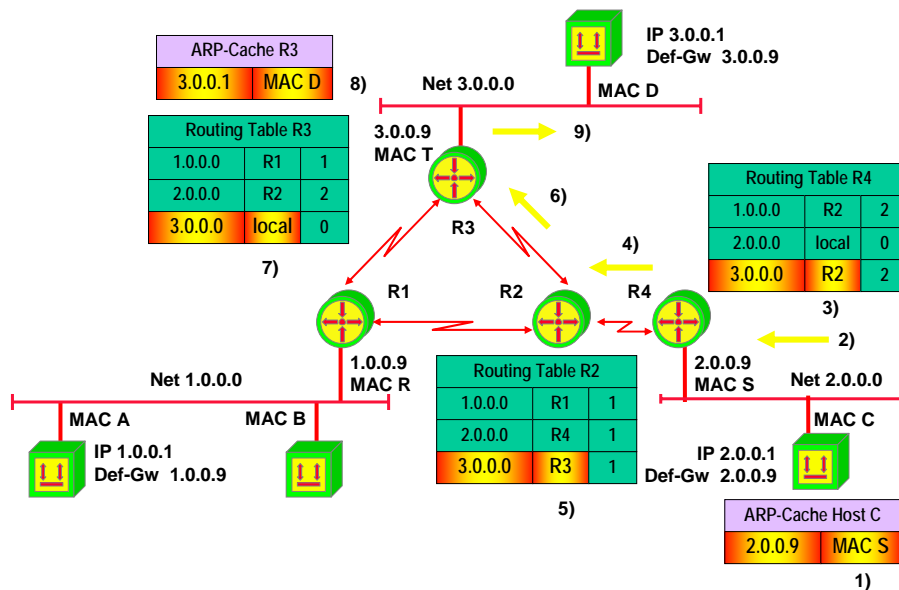 IP 3.0.0.1
Def-Gw 3.0.0.9
ARP-Cache R3
3.0.0.1 MAC D
8)
Net 3.0.0.0
MAC D
Routing Table R3
1.0.0.0 R1 1
2.0.0.0 R2 2
3.0.0.0 local 0
7)
3.0.0.9
MAC T
9)
R3
6)
4)
Routing Table R4
1.0.0.0 R2 2
2.0.0.0 local 0
3.0.0.0 R2 2
3)
R1
R2
R4
2)
1.0.0.9
MAC R
Net 1.0.0.0
MAC A
MAC B
IP 1.0.0.1
Def-Gw 1.0.0.9
Routing Table R2
1.0.0.0 R1 1
2.0.0.0 R4 1
3.0.0.0 R3 1
5)
2.0.0.9
MAC S
Net 2.0.0.0
MAC C
IP 2.0.0.1
Def-Gw 2.0.0.9
ARP-Cache Host C
2.0.0.9 MAC S
1)